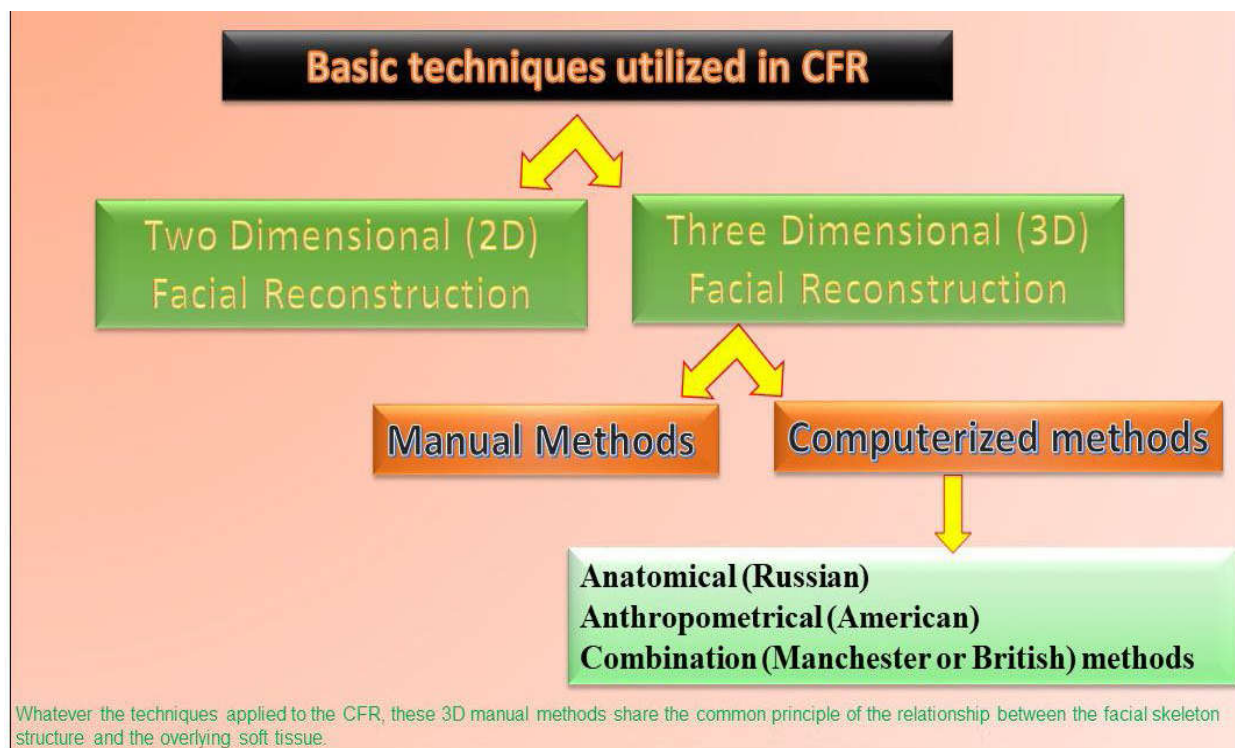 Basic techniques utilized in CFR
Two Dimensional (2D)
Facial Reconstruction
Three Dimensional (3D)
Facial Reconstruction
Manual Methods
Computerized methods
Anatomical (Russian)
Anthropometrical (American)
Combination (Manchester or British) methods
Whatever the techniques applied to the CFR, these 3D manual methods share the common principle of the relationship between the facial skeleton
structure and the overlying soft tissue.